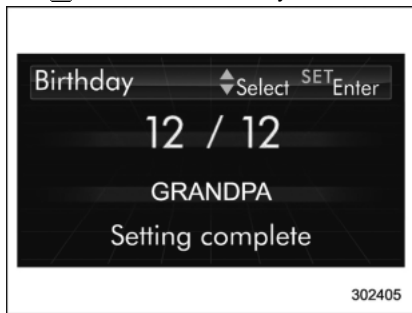 Birthday Select SET Enter
12 / 12
GRANDPA
Setting complete
302405